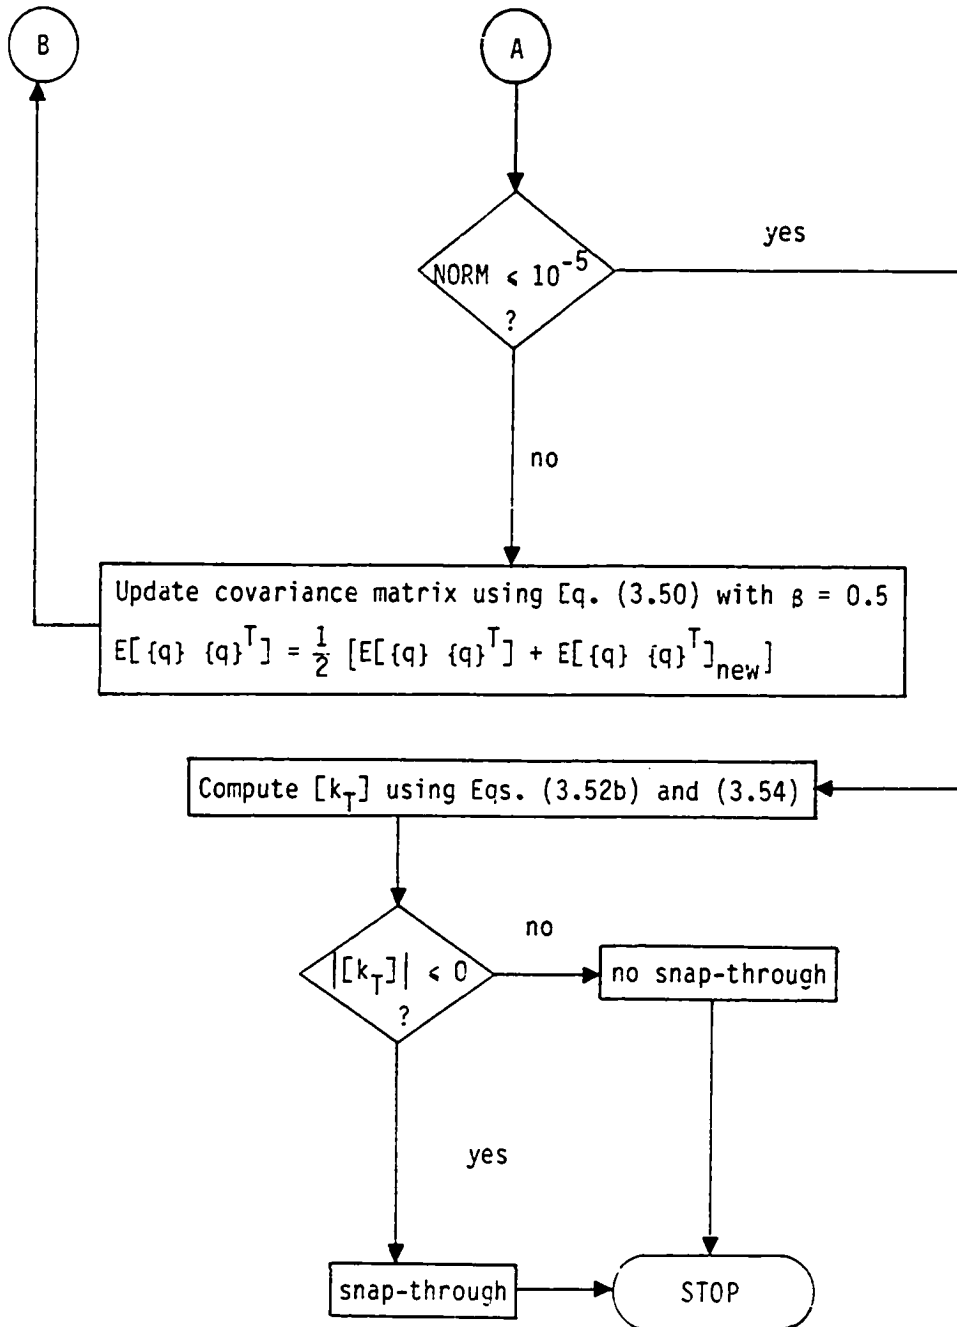 B
A
yes
NORM ⩽ 10^-5
?
no
Update covariance matrix using Eq. (3.50) with β = 0.5
E[{q} {q}^T] = 1/2 [E[{q} {q}^T] + E[{q} {q}^T]_new]
Compute [k_T] using Eqs. (3.52b) and (3.54)
no
|[k_T]| ⩽ 0
?
no snap-through
yes
snap-through
STOP